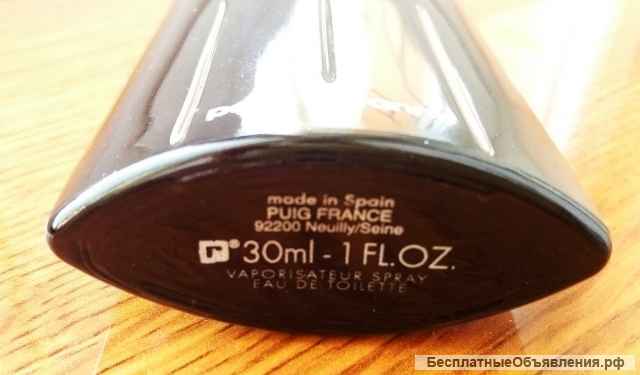 made in Spain
PUIG FRANCE
92200 Neuilly/Seine
30ml - 1 FL.OZ.
VAPORISATEUR SPRAY
EAU DE TOILETTE
БесплатныеОбъявления.рф